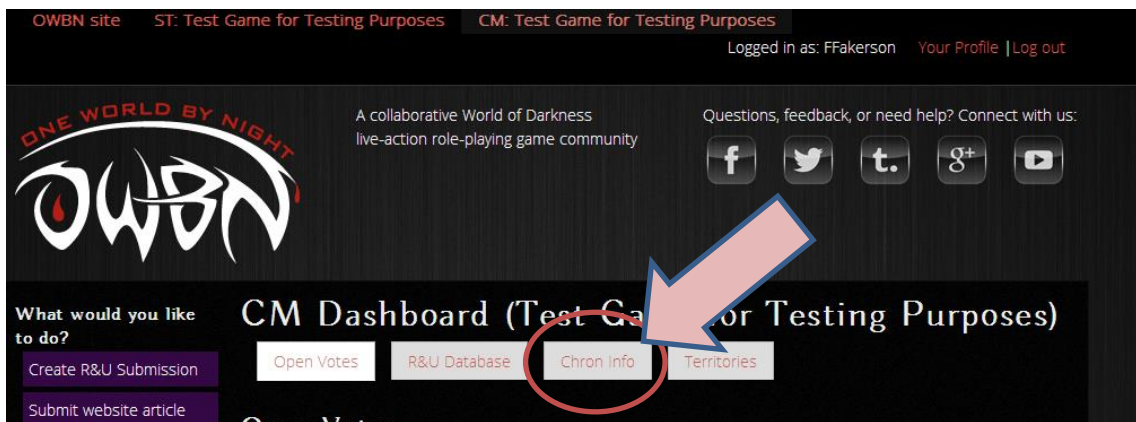 OWBN site ST: Test Game for Testing Purposes CM: Test Game for Testing Purposes
Logged in as: FFakerson Your Profile | Log out
ONE WORLD BY NIGHT
OWBN
A collaborative World of Darkness
live-action role-playing game community
Questions, feedback, or need help? Connect with us:
f t. g+
What would you like
to do?
Create R&U Submission
Submit website article
CM Dashboard (Test Ga for Testing Purposes)
Open Votes R&U Database Chron Info Territories